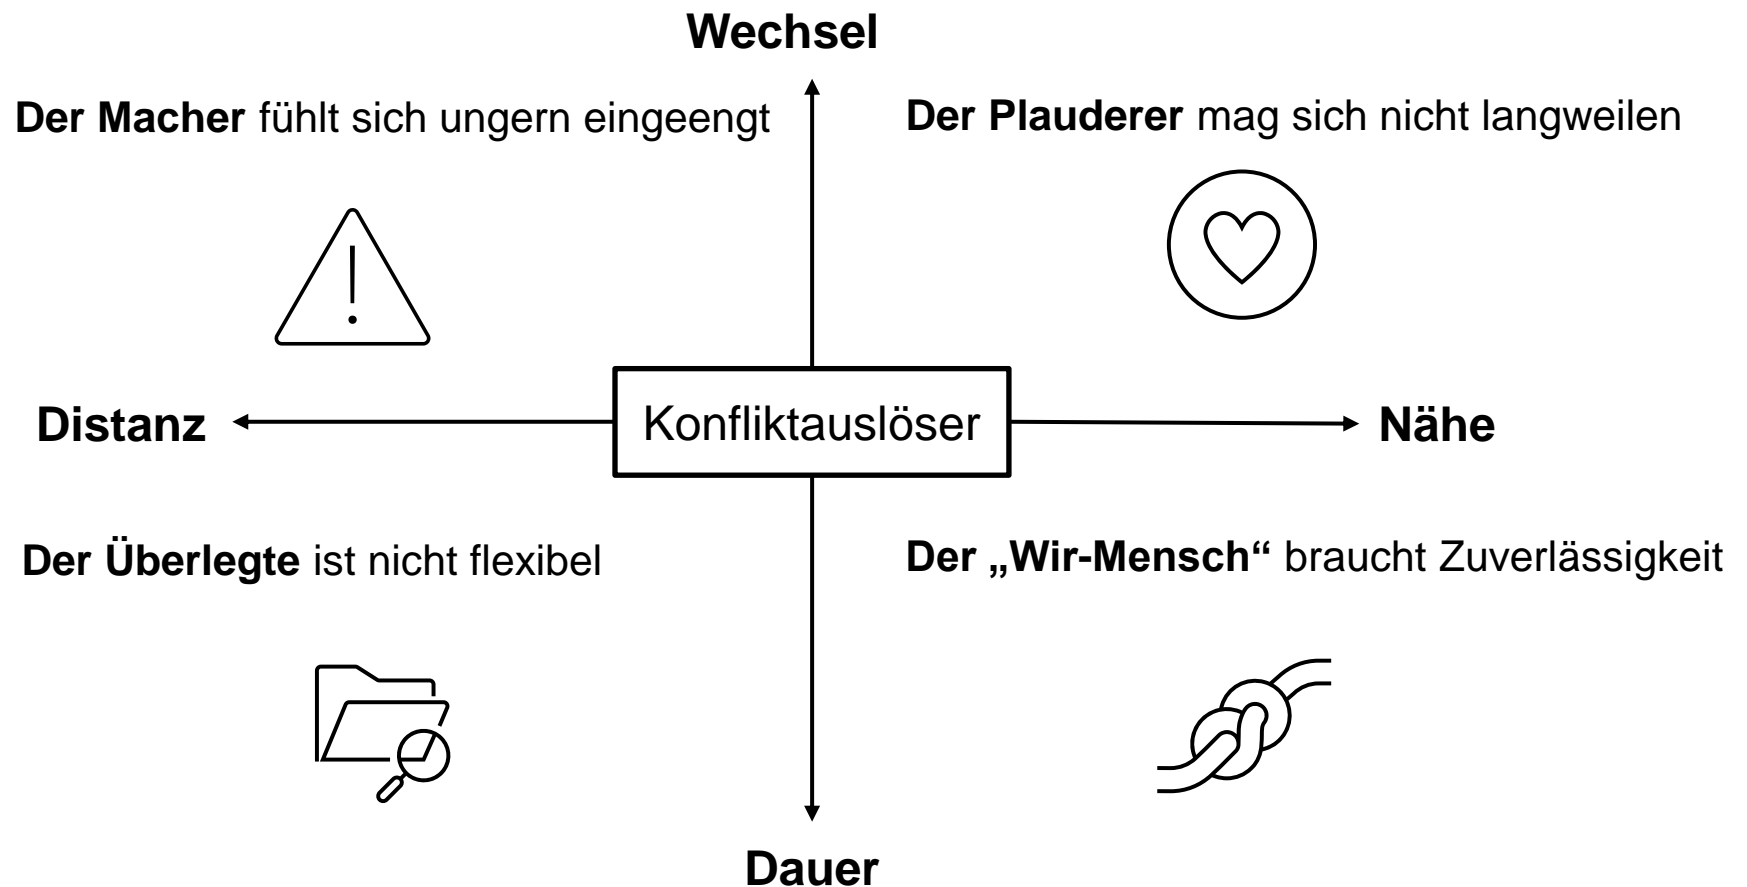 Wechsel
Der Macher fühlt sich ungern eingeengt
Der Plauderer mag sich nicht langweilen
Distanz
Konfliktauslöser
Nähe
Der Überlegte ist nicht flexibel
Der „Wir-Mensch“ braucht Zuverlässigkeit
Dauer